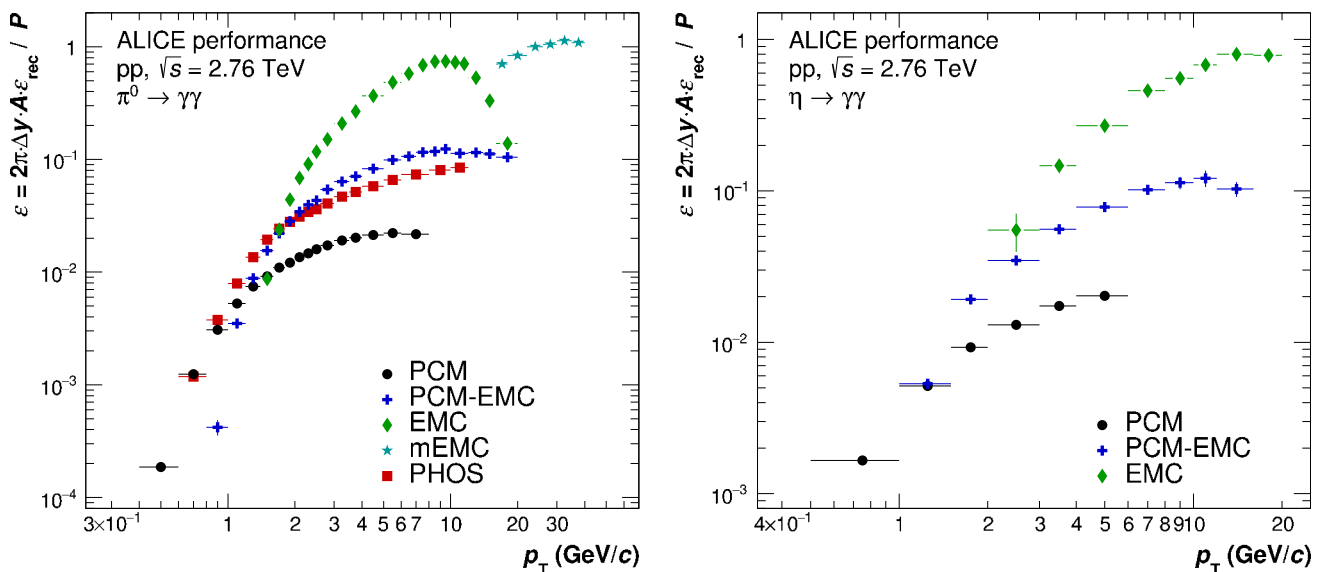 ALICE performance
pp, √s = 2.76 TeV
π⁰ → γγ
ε = 2π·Δy·A·ε_rec / P
1
10⁻¹
10⁻²
10⁻³
10⁻⁴
PCM
PCM-EMC
EMC
mEMC
PHOS
3×10⁻¹ 1 2 3 4 5 6 7 10 20 30
p_T (GeV/c)
ALICE performance
pp, √s = 2.76 TeV
η → γγ
ε = 2π·Δy·A·ε_rec / P
1
10⁻¹
10⁻²
10⁻³
PCM
PCM-EMC
EMC
4×10⁻¹ 1 2 3 4 5 6 7 8 9 10 20
p_T (GeV/c)